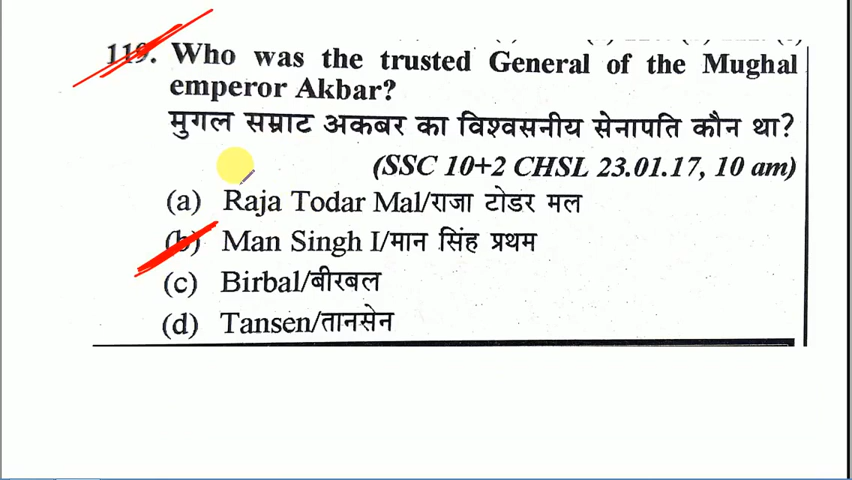 119. Who was the trusted General of the Mughal
emperor Akbar?
मुगल सम्राट अकबर का विश्वसनीय सेनापति कौन था?
(SSC 10+2 CHSL 23.01.17, 10 am)
(a) Raja Todar Mal/राजा टोडर मल
(b) Man Singh I/मान सिंह प्रथम
(c) Birbal/बीरबल
(d) Tansen/तानसेन